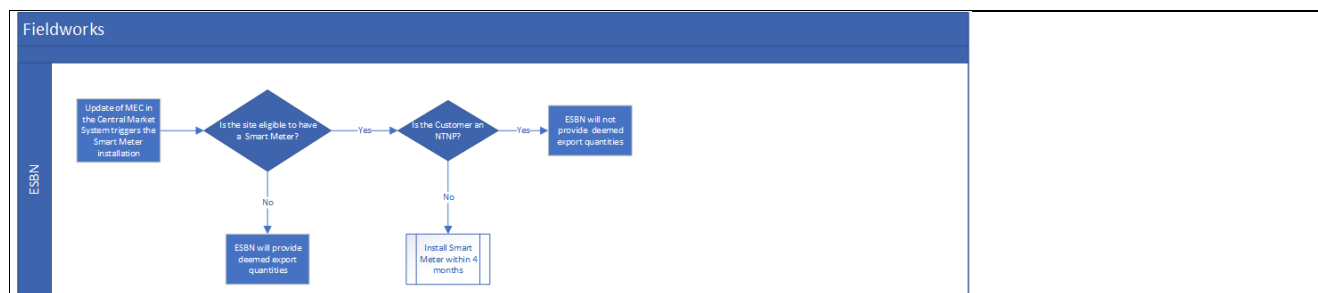 Fieldworks
ESBN
Update of MEC in
the Central Market
System triggers the
Smart Meter
installation
Is the site eligible to have
a Smart Meter?
Yes
Is the Customer an
NTNP?
Yes
ESBN will not
provide deemed
export quantities
No
No
ESBN will provide
deemed export
quantities
Install Smart
Meter within 4
months